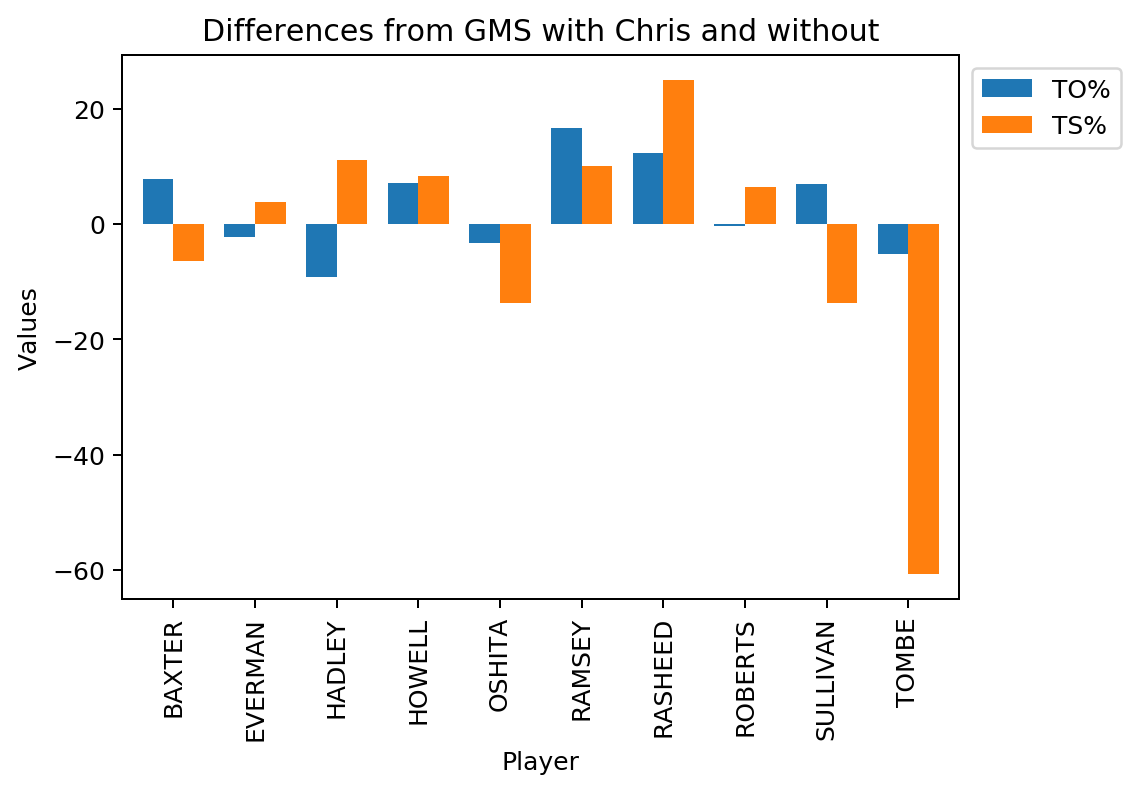 Differences from GMS with Chris and without
TO%
TS%
20
0
−20
−40
−60
Values
BAXTER
EVERMAN
HADLEY
HOWELL
OSHITA
RAMSEY
RASHEED
ROBERTS
SULLIVAN
TOMBE
Player